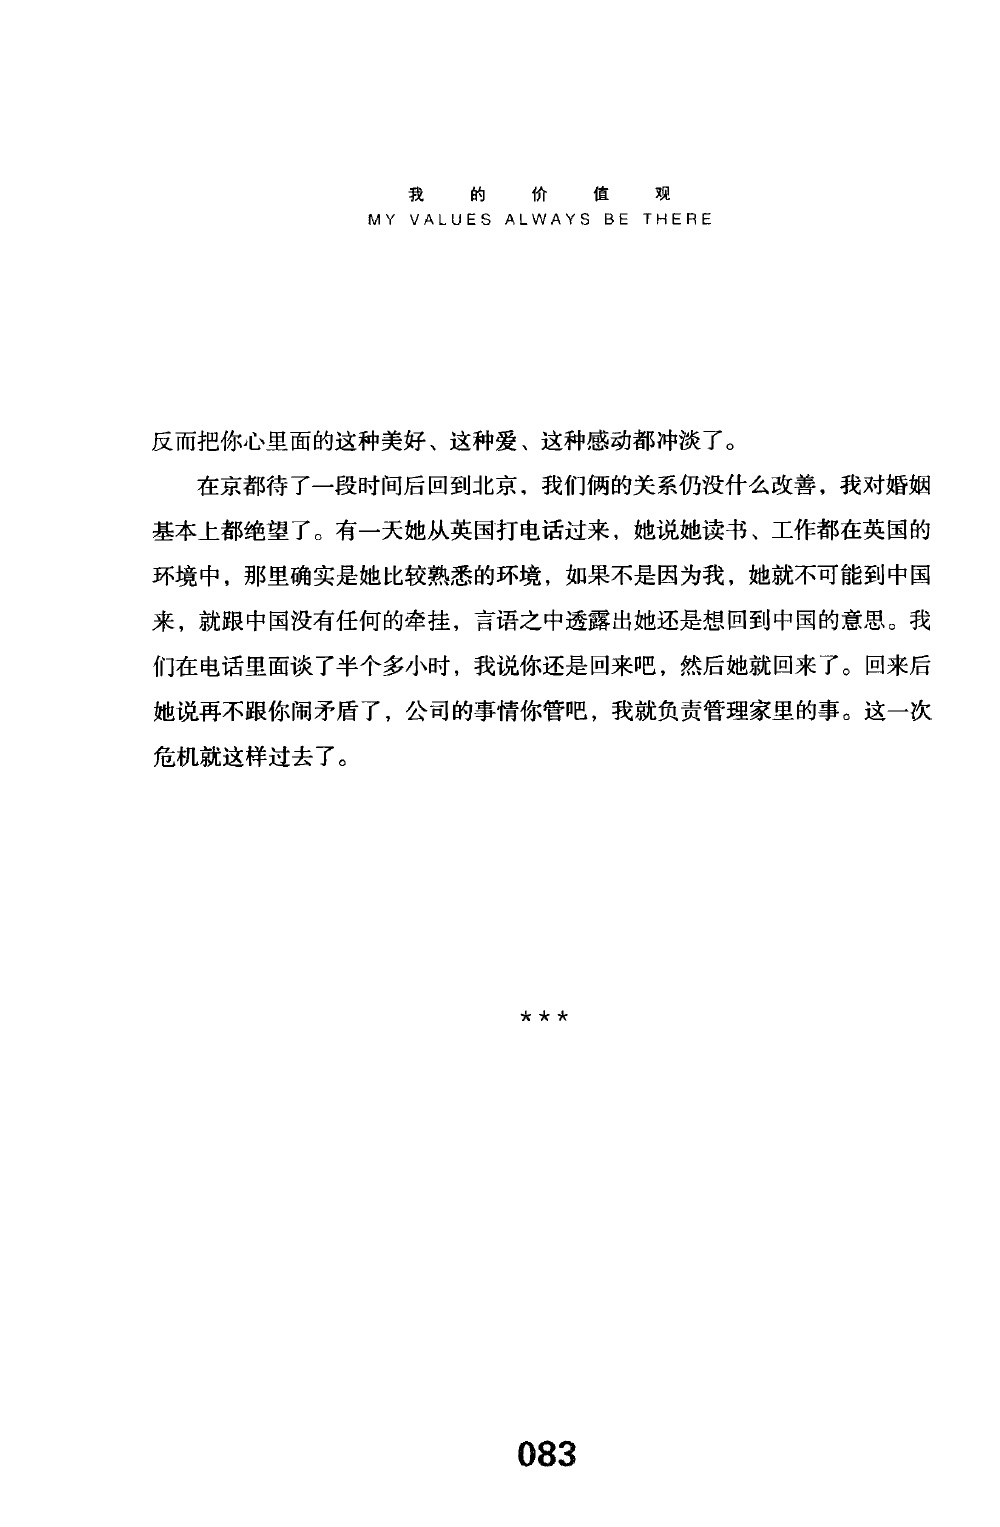 我的价值观
MY VALUES ALWAYS BE THERE
反而把你心里面的这种美好、这种爱、这种感动都冲淡了。
在京都待了一段时间后回到北京，我们俩的关系仍没什么改善，我对婚姻
基本上都绝望了。有一天她从英国打电话过来，她说她读书、工作都在英国的
环境中，那里确实是她比较熟悉的环境，如果不是因为我，她就不可能到中国
来，就跟中国没有任何的牵挂，言语之中透露出她还是想回到中国的意思。我
们在电话里面谈了半个多小时，我说你还是回来吧，然后她就回来了。回来后
她说再不跟你闹矛盾了，公司的事情你管吧，我就负责管理家里的事。这一次
危机就这样过去了。
***
083